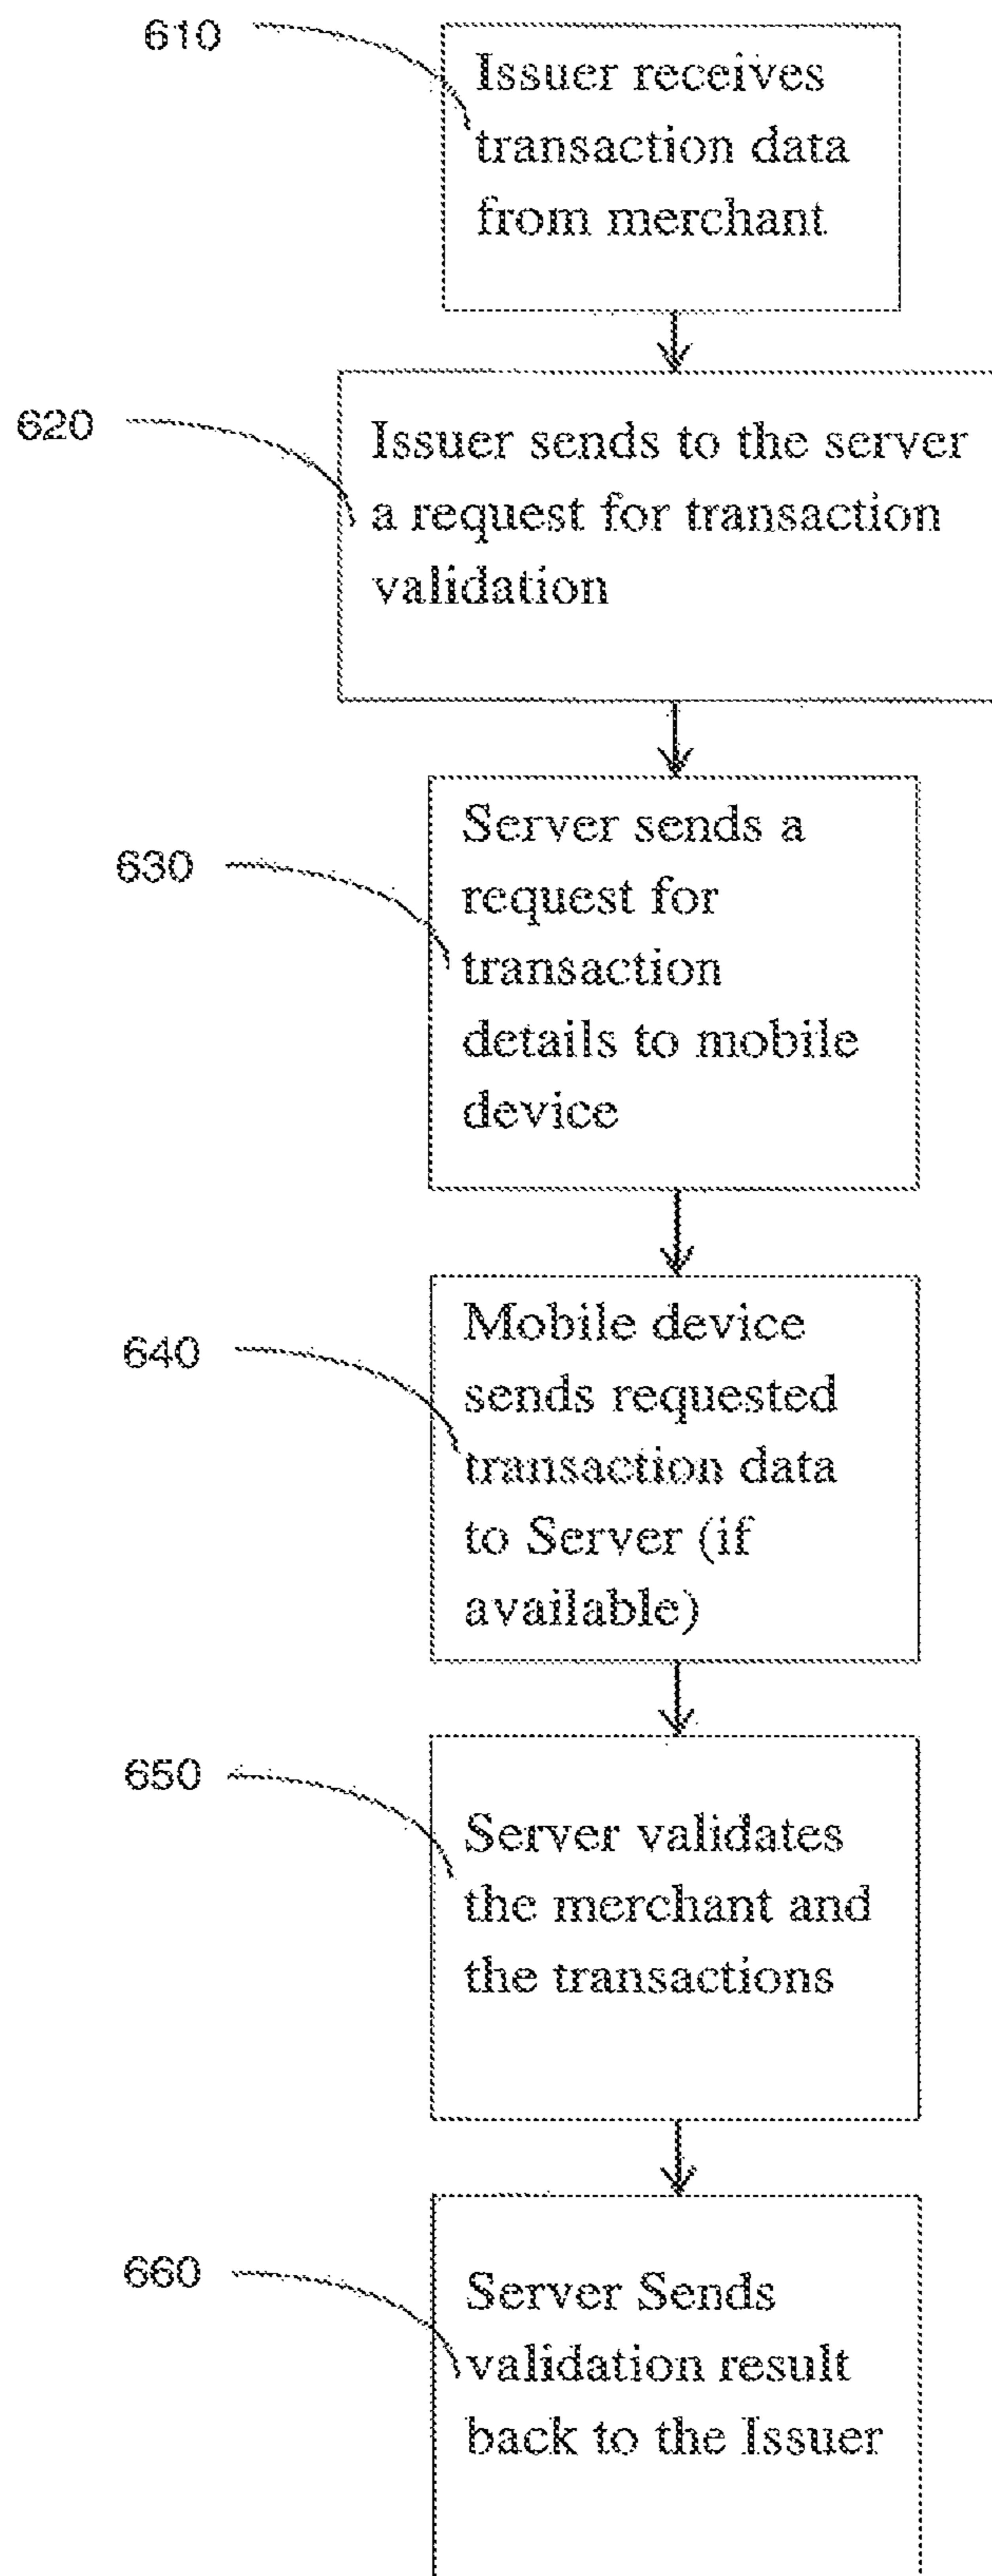 610
Issuer receives
transaction data
from merchant
620
Issuer sends to the server
a request for transaction
validation
630
Server sends a
request for
transaction
details to mobile
device
640
Mobile device
sends requested
transaction data
to Server (if
available)
650
Server validates
the merchant and
the transactions
660
Server Sends
validation result
back to the Issuer